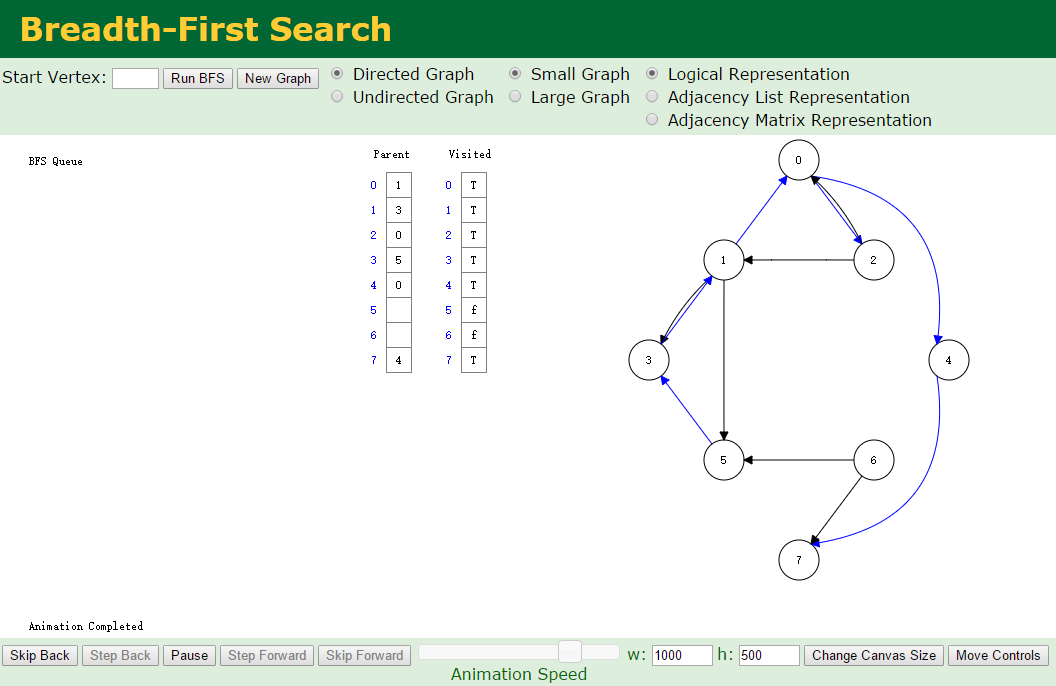 Breadth-First Search
Start Vertex: Run BFS New Graph
Directed Graph
Undirected Graph
Small Graph
Large Graph
Logical Representation
Adjacency List Representation
Adjacency Matrix Representation
BFS Queue
Parent Visited
0 1 0 T
1 3 1 T
2 0 2 T
3 5 3 T
4 0 4 T
5 5 f
6 6 f
7 4 7 T
0
1 2
3 4
5 6
7
Animation Completed
Skip Back Step Back Pause Step Forward Skip Forward w: 1000 h: 500 Change Canvas Size Move Controls
Animation Speed